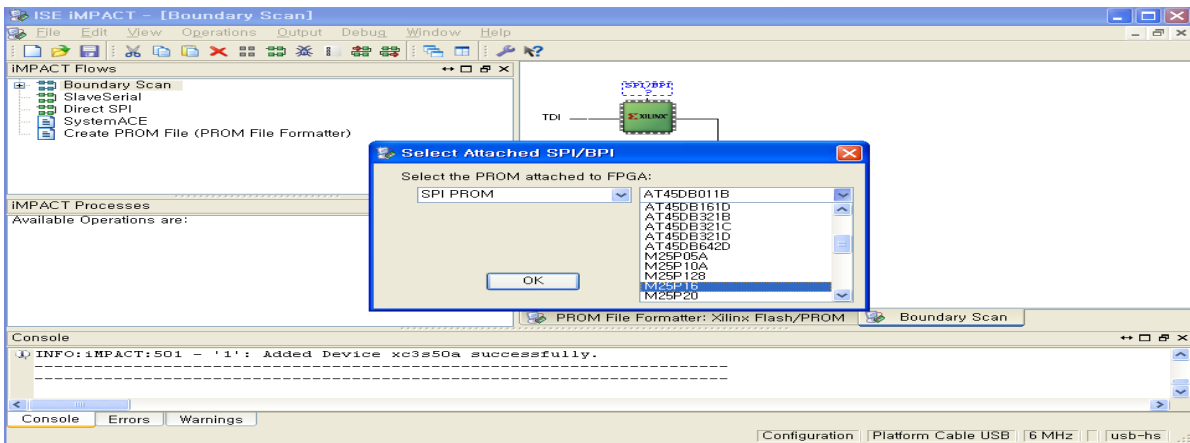 ISE iMPACT - [Boundary Scan]
File Edit View Operations Output Debug Window Help
iMPACT Flows
Boundary Scan
SlaveSerial
Direct SPI
SystemACE
Create PROM File (PROM File Formatter)
SPI/BPI
?
TDI
XILINX
Select Attached SPI/BPI
Select the PROM attached to FPGA:
SPI PROM
AT45DB011B
AT45DB161D
AT45DB321B
AT45DB321C
AT45DB321D
AT45DB642D
M25P05A
M25P10A
M25P128
M25P16
M25P20
OK
iMPACT Processes
Available Operations are:
PROM File Formatter: Xilinx Flash/PROM
Boundary Scan
Console
INFO:iMPACT:501 - '1': Added Device xc3s50a successfully.
----------------------------------------------------------------------
----------------------------------------------------------------------
Console Errors Warnings
Configuration Platform Cable USB 6 MHz usb-hs